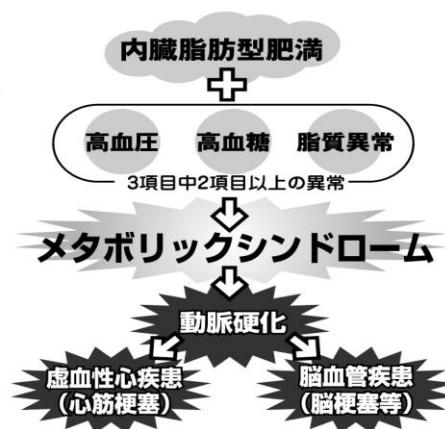 内臓脂肪型肥満
高血圧 高血糖 脂質異常
3項目中2項目以上の異常
メタボリックシンドローム
動脈硬化
虚血性心疾患
(心筋梗塞)
脳血管疾患
(脳梗塞等)